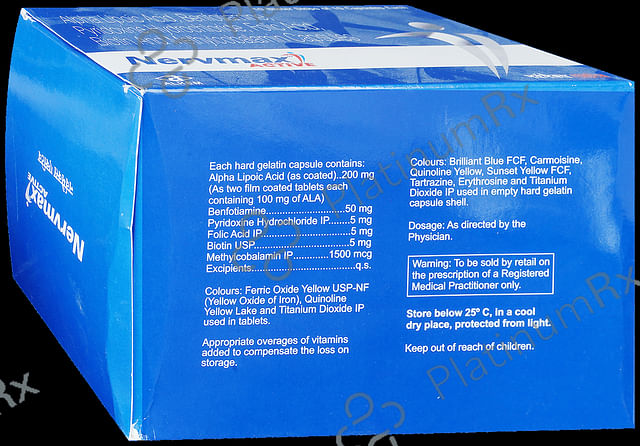 Nervmax
ACTIVE
Nervmax
ACTIVE
Each hard gelatin capsule contains:
Alpha Lipoic Acid (as coated)..200 mg
(As two film coated tablets each
containing 100 mg of ALA)
Benfotiamine.........................50 mg
Pyridoxine Hydrochloride IP......5 mg
Folic Acid IP............................5 mg
Biotin USP..............................5 mg
Methylcobalamin IP...........1500 mcg
Excipients................................q.s.
Colours: Ferric Oxide Yellow USP-NF
(Yellow Oxide of Iron), Quinoline
Yellow Lake and Titanium Dioxide IP
used in tablets.
Appropriate overages of vitamins
added to compensate the loss on
storage.
Colours: Brilliant Blue FCF, Carmoisine,
Quinoline Yellow, Sunset Yellow FCF,
Tartrazine, Erythrosine and Titanium
Dioxide IP used in empty hard gelatin
capsule shell.
Dosage: As directed by the
Physician.
Warning: To be sold by retail on
the prescription of a Registered
Medical Practitioner only.
Store below 25° C, in a cool
dry place, protected from light.
Keep out of reach of children.
PlatinumRx
PlatinumRx